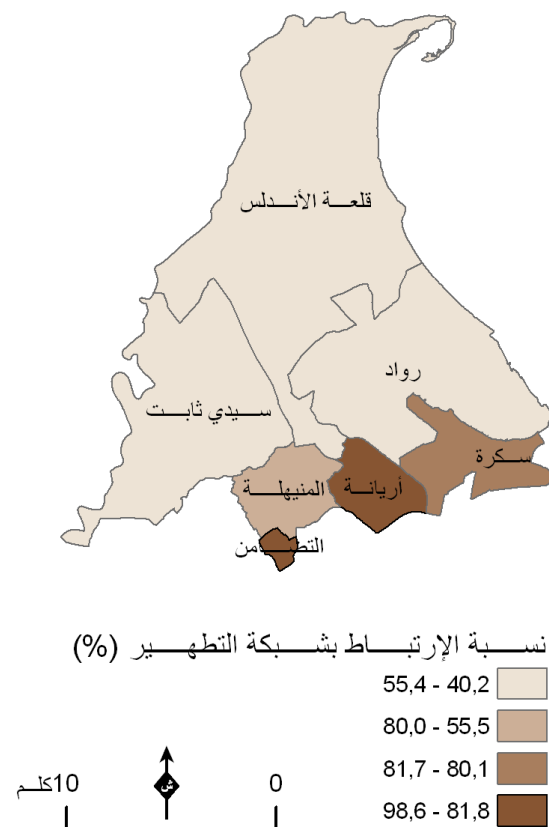 قلعة الأندلس
رواد
سيدي ثابت
سكرة
أريانة
المنيهلة
التضامن
نسبة الإرتباط بشبكة التطهير (%)
55,4 - 40,2
80,0 - 55,5
81,7 - 80,1
98,6 - 81,8
0
10كلم
ش